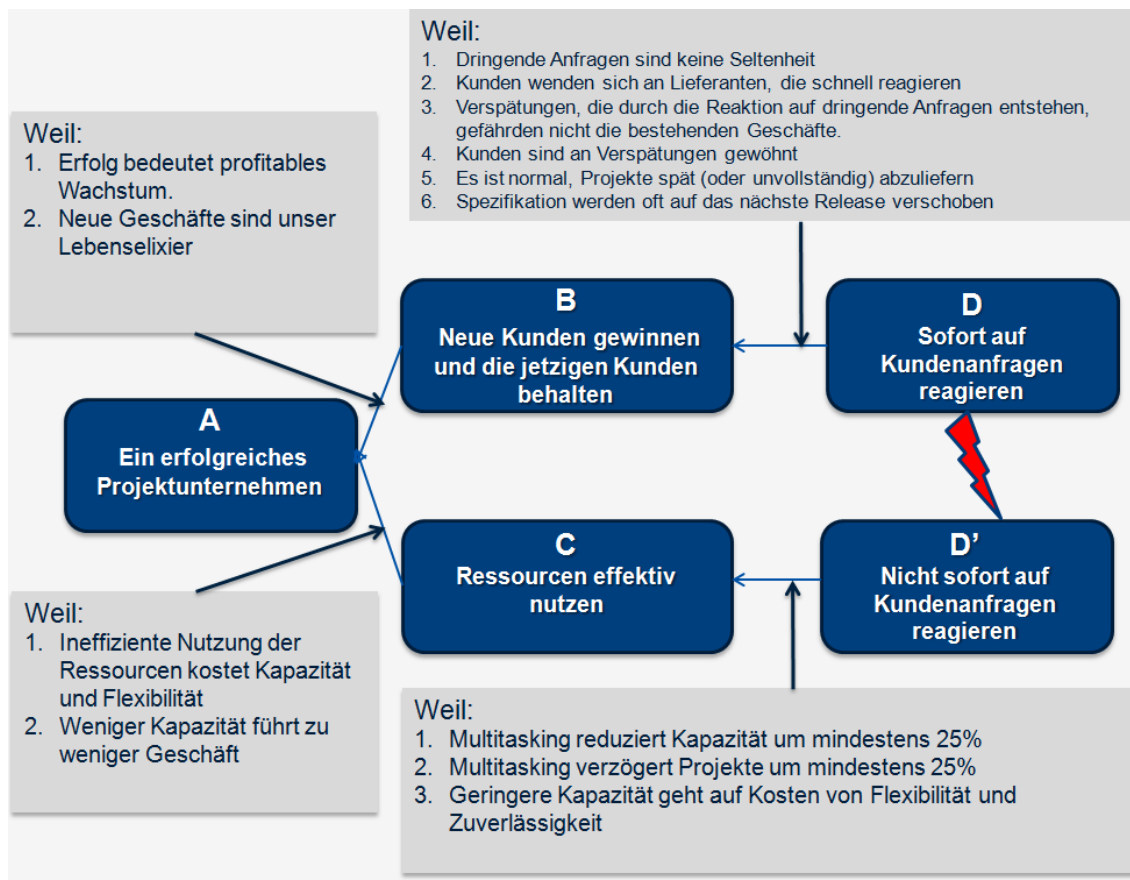 Weil:
1. Dringende Anfragen sind keine Seltenheit
2. Kunden wenden sich an Lieferanten, die schnell reagieren
3. Verspätungen, die durch die Reaktion auf dringende Anfragen entstehen,
gefährden nicht die bestehenden Geschäfte.
4. Kunden sind an Verspätungen gewöhnt
5. Es ist normal, Projekte spät (oder unvollständig) abzuliefern
6. Spezifikation werden oft auf das nächste Release verschoben
Weil:
1. Erfolg bedeutet profitables
Wachstum.
2. Neue Geschäfte sind unser
Lebenselixier
B
Neue Kunden gewinnen
und die jetzigen Kunden
behalten
D
Sofort auf
Kundenanfragen
reagieren
A
Ein erfolgreiches
Projektunternehmen
C
Ressourcen effektiv
nutzen
D’
Nicht sofort auf
Kundenanfragen
reagieren
Weil:
1. Ineffiziente Nutzung der
Ressourcen kostet Kapazität
und Flexibilität
2. Weniger Kapazität führt zu
weniger Geschäft
Weil:
1. Multitasking reduziert Kapazität um mindestens 25%
2. Multitasking verzögert Projekte um mindestens 25%
3. Geringere Kapazität geht auf Kosten von Flexibilität und
Zuverlässigkeit